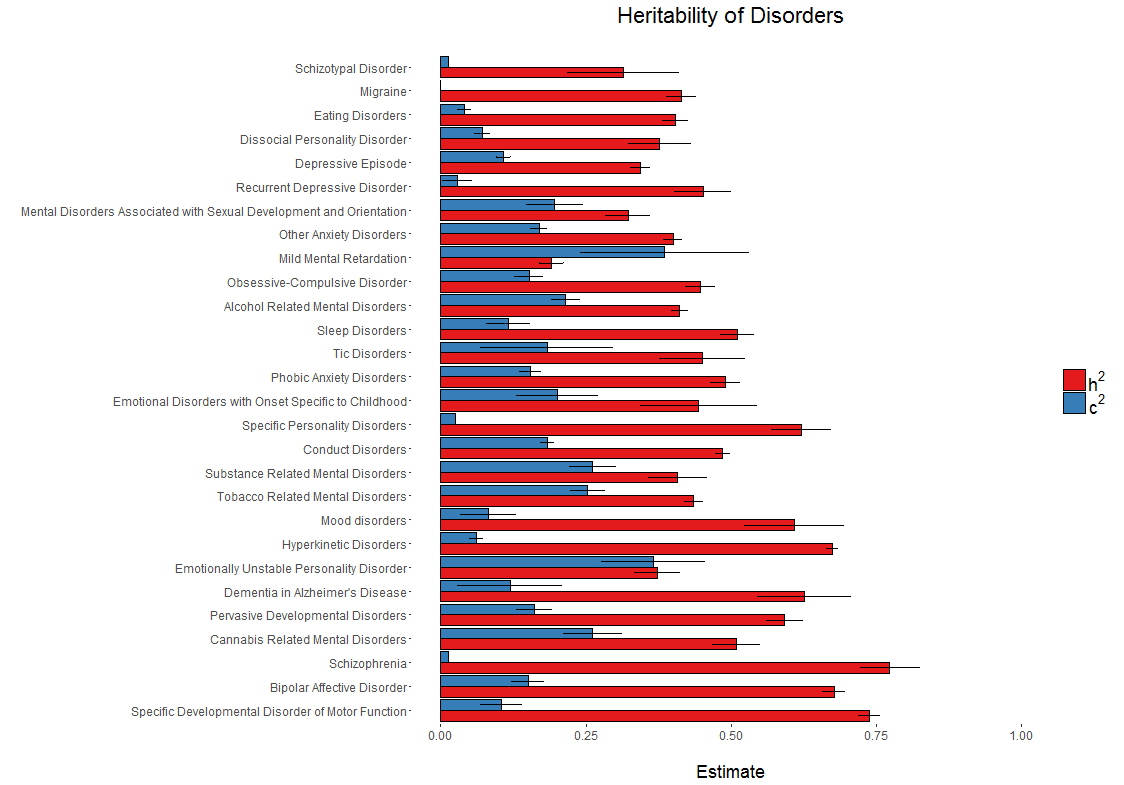 Heritability of Disorders
Schizotypal Disorder
Migraine
Eating Disorders
Dissocial Personality Disorder
Depressive Episode
Recurrent Depressive Disorder
Mental Disorders Associated with Sexual Development and Orientation
Other Anxiety Disorders
Mild Mental Retardation
Obsessive-Compulsive Disorder
Alcohol Related Mental Disorders
Sleep Disorders
Tic Disorders
Phobic Anxiety Disorders
Emotional Disorders with Onset Specific to Childhood
Specific Personality Disorders
Conduct Disorders
Substance Related Mental Disorders
Tobacco Related Mental Disorders
Mood disorders
Hyperkinetic Disorders
Emotionally Unstable Personality Disorder
Dementia in Alzheimer's Disease
Pervasive Developmental Disorders
Cannabis Related Mental Disorders
Schizophrenia
Bipolar Affective Disorder
Specific Developmental Disorder of Motor Function
0.00 0.25 0.50 0.75 1.00
Estimate
h²
c²